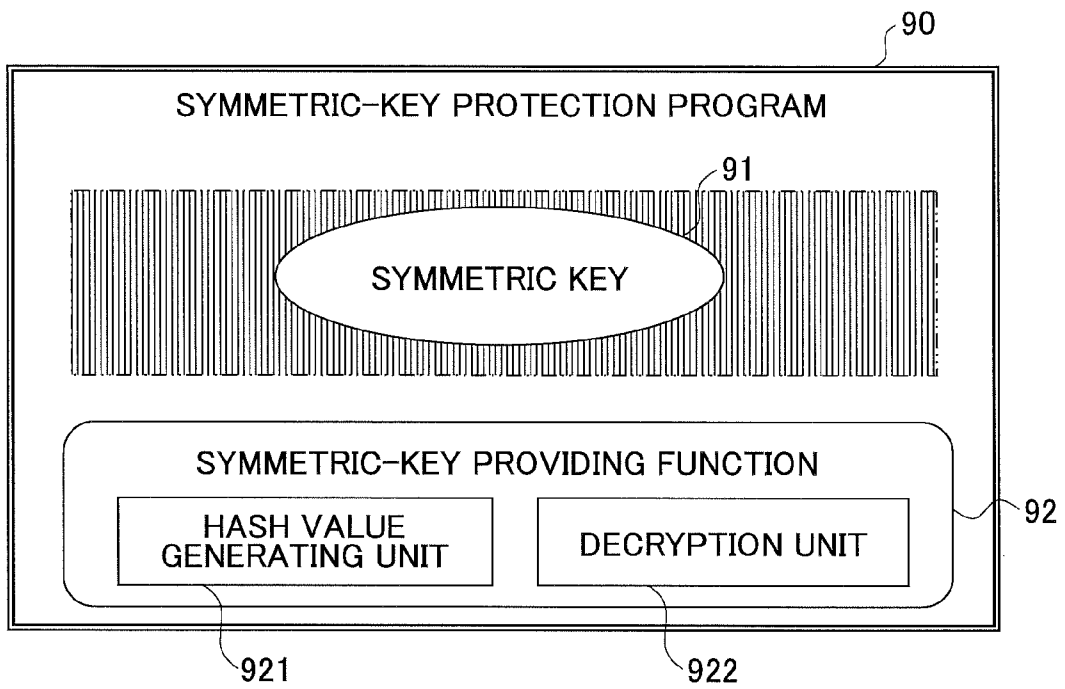 90
SYMMETRIC-KEY PROTECTION PROGRAM
91
SYMMETRIC KEY
SYMMETRIC-KEY PROVIDING FUNCTION
HASH VALUE
GENERATING UNIT
DECRYPTION UNIT
92
921
922